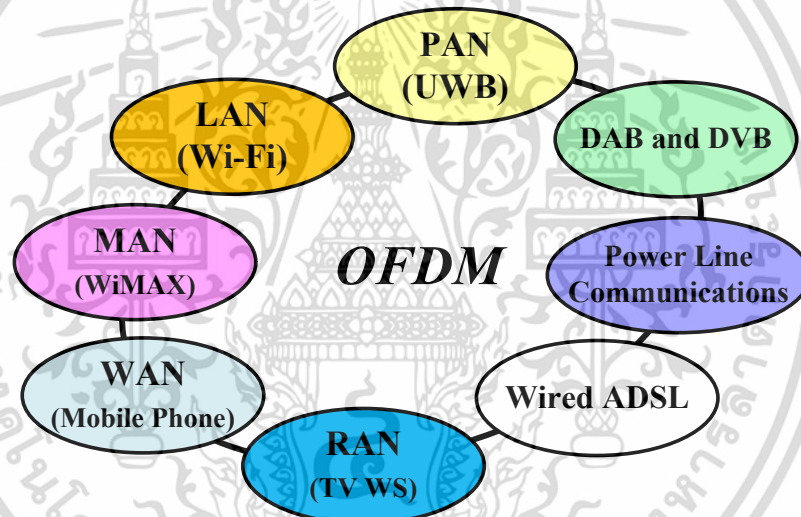 PAN
(UWB)
LAN
(Wi-Fi)
DAB and DVB
MAN
(WiMAX)
OFDM
Power Line
Communications
WAN
(Mobile Phone)
Wired ADSL
RAN
(TV WS)